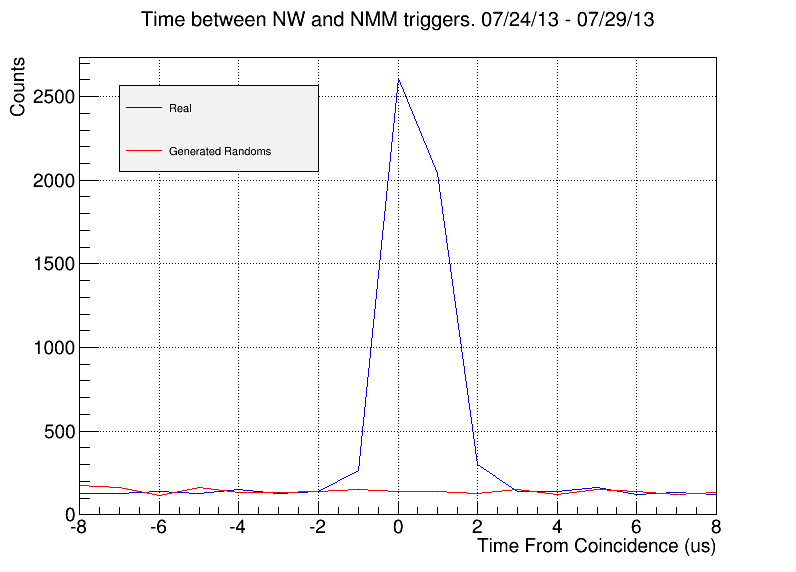 Time between NW and NMM triggers. 07/24/13 - 07/29/13
Counts
Real
Generated Randoms
2500
2000
1500
1000
500
0
-8 -6 -4 -2 0 2 4 6 8
Time From Coincidence (us)